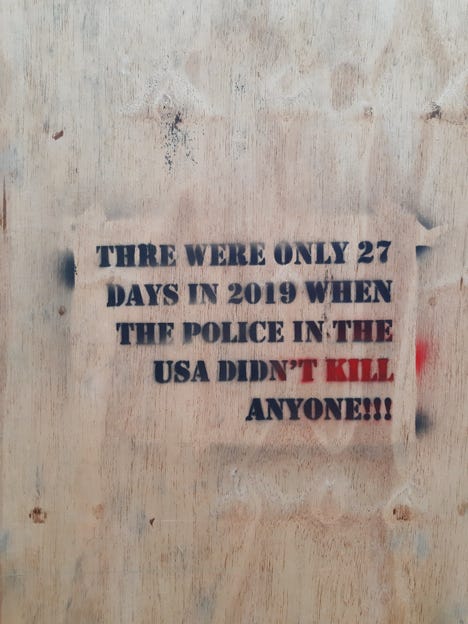 THRE WERE ONLY 27
DAYS IN 2019 WHEN
THE POLICE IN THE
USA DIDN'T KILL
ANYONE!!!